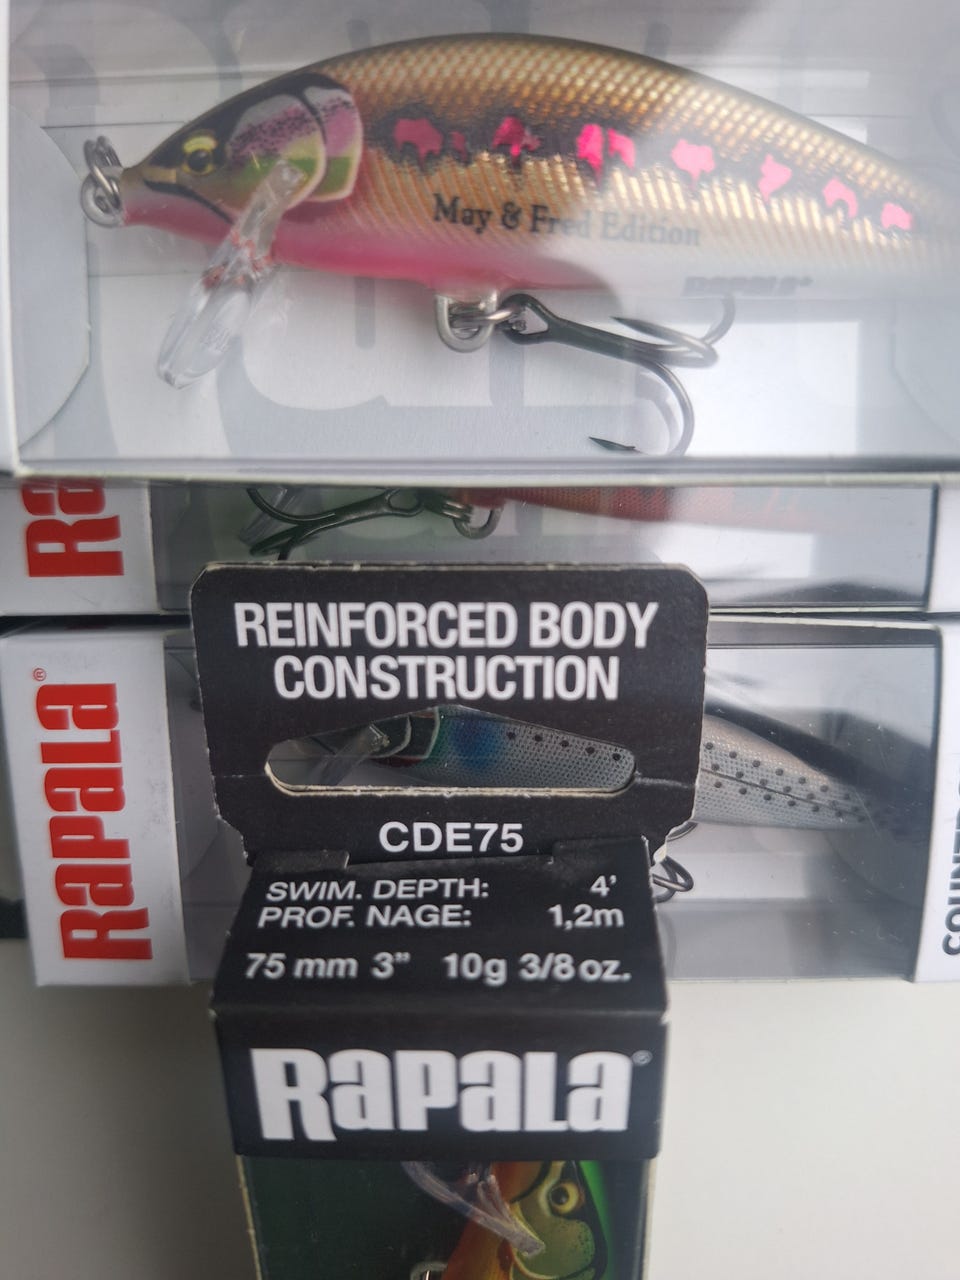 May & Fred Edition
RAPALA
Ra
RaPaLa®
REINFORCED BODY
CONSTRUCTION
CDE75
SWIM. DEPTH: 4'
PROF. NAGE: 1,2m
75 mm 3” 10g 3/8 oz.
RaPaLa®